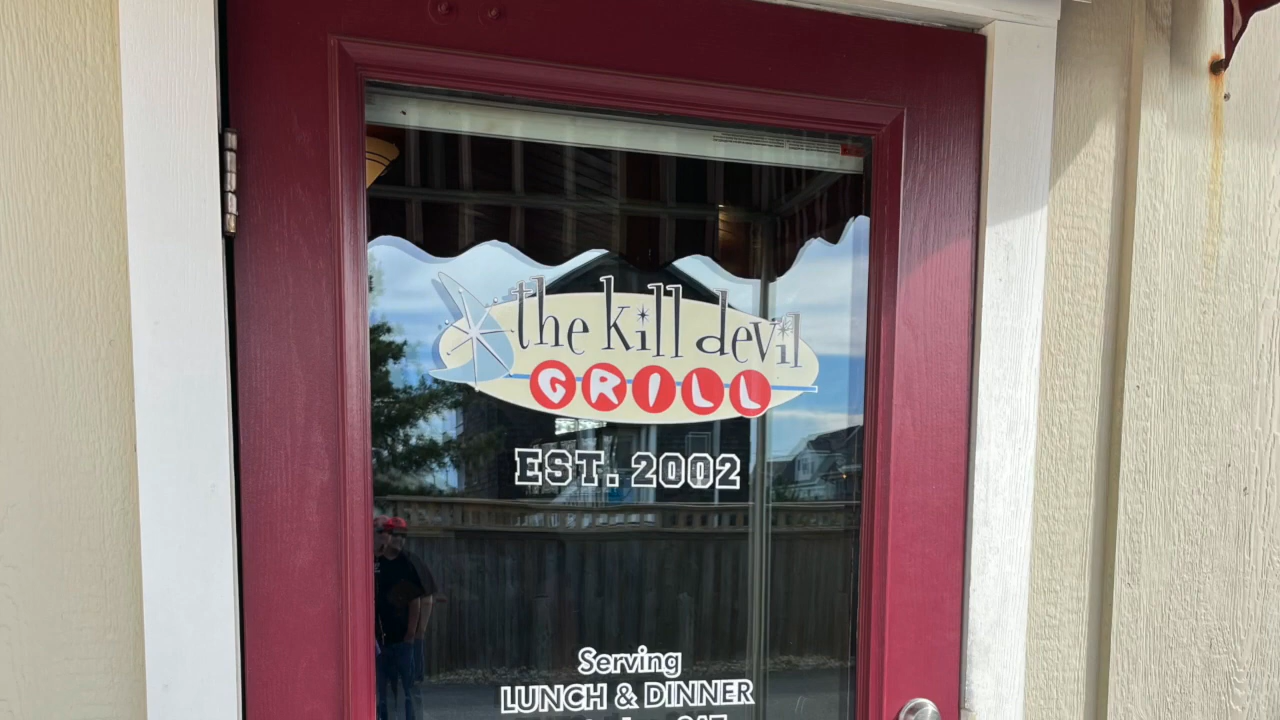 the kill devil
GRILL
EST. 2002
Serving
LUNCH & DINNER